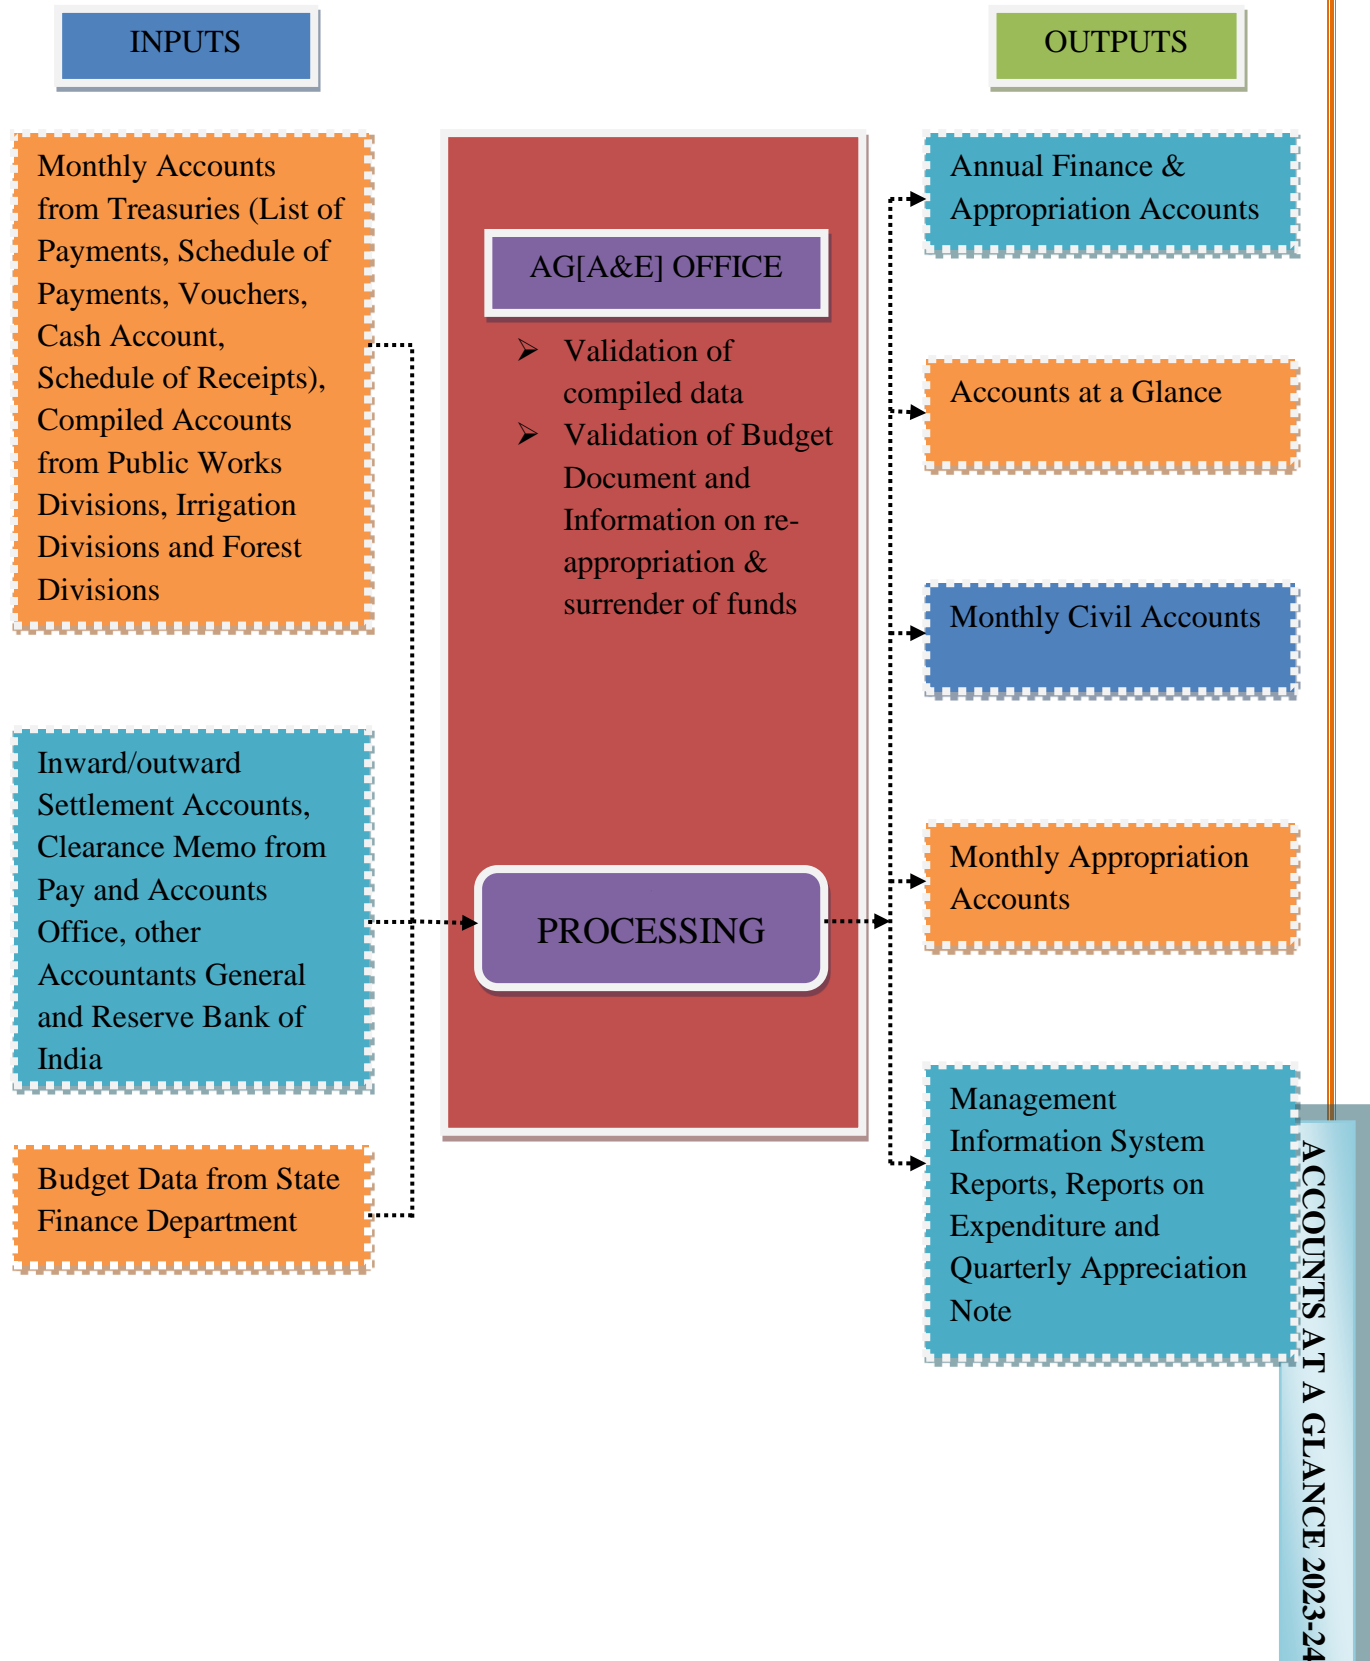 INPUTS
OUTPUTS
Monthly Accounts
from Treasuries (List of
Payments, Schedule of
Payments, Vouchers,
Cash Account,
Schedule of Receipts),
Compiled Accounts
from Public Works
Divisions, Irrigation
Divisions and Forest
Divisions
Inward/outward
Settlement Accounts,
Clearance Memo from
Pay and Accounts
Office, other
Accountants General
and Reserve Bank of
India
Budget Data from State
Finance Department
AG[A&E] OFFICE
➢ Validation of
compiled data
➢ Validation of Budget
Document and
Information on re-
appropriation &
surrender of funds
PROCESSING
Annual Finance &
Appropriation Accounts
Accounts at a Glance
Monthly Civil Accounts
Monthly Appropriation
Accounts
Management
Information System
Reports, Reports on
Expenditure and
Quarterly Appreciation
Note
ACCOUNTS AT A GLANCE 2023-24